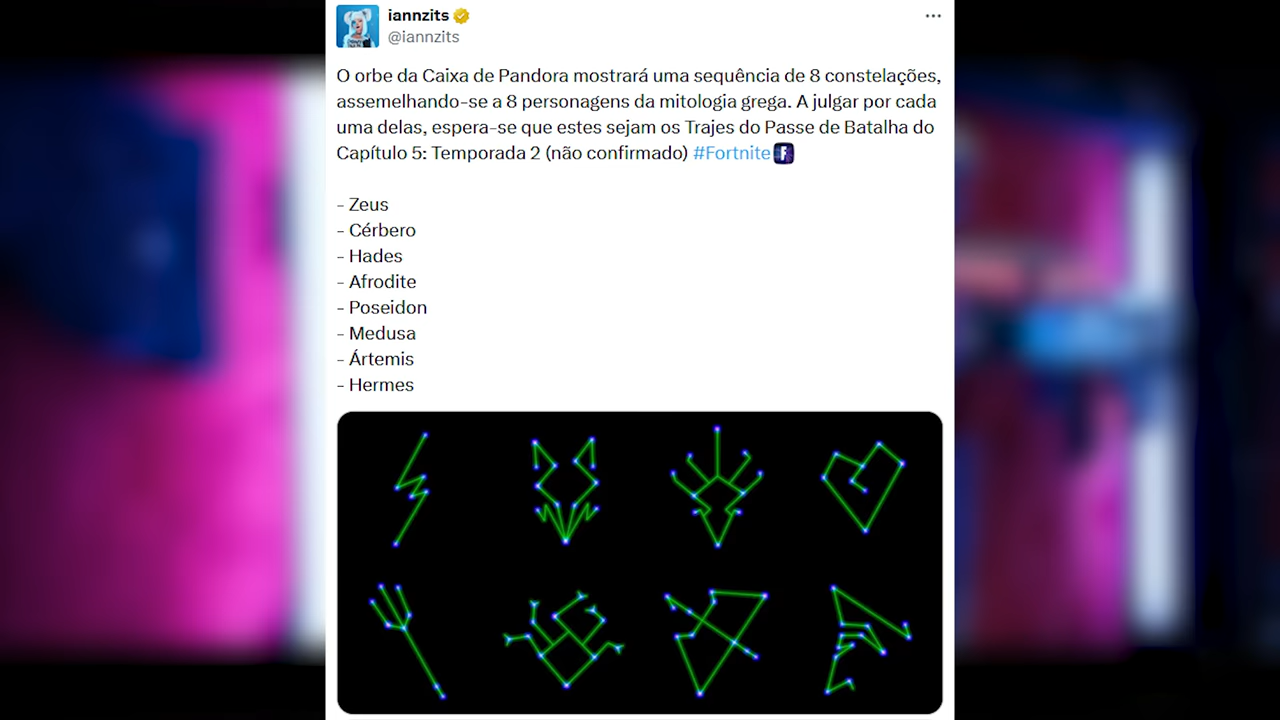 iannzits
@iannzits
O orbe da Caixa de Pandora mostrará uma sequência de 8 constelações,
assemelhando-se a 8 personagens da mitologia grega. A julgar por cada
uma delas, espera-se que estes sejam os Trajes do Passe de Batalha do
Capítulo 5: Temporada 2 (não confirmado) #Fortnite
- Zeus
- Cérbero
- Hades
- Afrodite
- Poseidon
- Medusa
- Ártemis
- Hermes